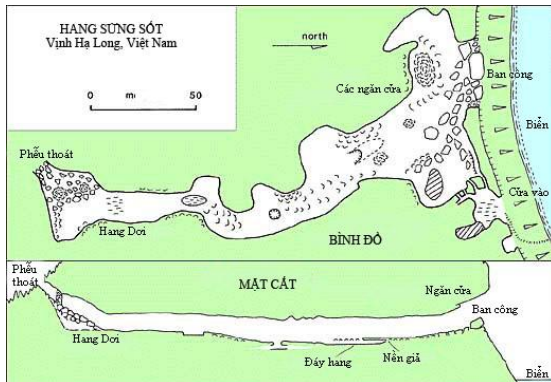 HANG SỬNG SỐT
Vịnh Hạ Long, Việt Nam
north
0 m 50
Các ngăn cửa
Ban công
Biển
Phễu thoát
Cửa vào
Hang Dơi
BÌNH ĐỒ
Phễu thoát
MẶT CẮT
Ngăn cửa
Ban công
Hang Dơi
Đáy hang
Nền giả
Biển